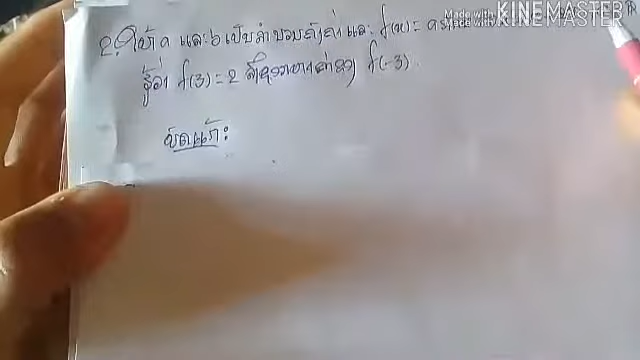 Made with KINEMASTER
2. ໃຫ້ a ແລະ b ເປັນຈຳນວນຄົງຄ່າ ແລະ f(x) = a
ຮູ້ວ່າ f(3) = 2 ຈົ່ງຊອກຫາຄ່າຂອງ f(-3).
ບົດແກ້: